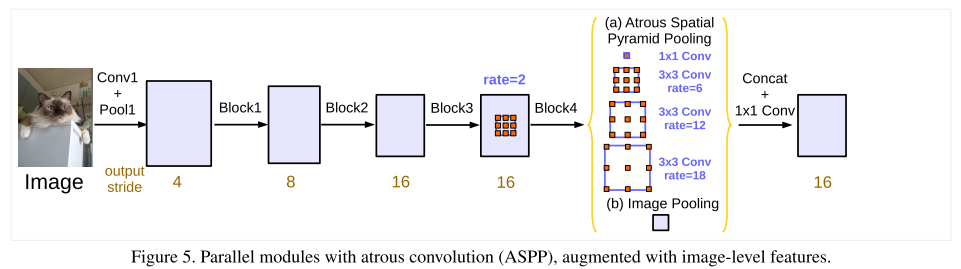 (a) Atrous Spatial
Pyramid Pooling
1x1 Conv
3x3 Conv
rate=6
3x3 Conv
rate=12
3x3 Conv
rate=18
(b) Image Pooling
Conv1
+
Pool1
Block1
Block2
rate=2
Block3
Block4
Concat
+
1x1 Conv
Image
output
stride
4
8
16
16
16
Figure 5. Parallel modules with atrous convolution (ASPP), augmented with image-level features.